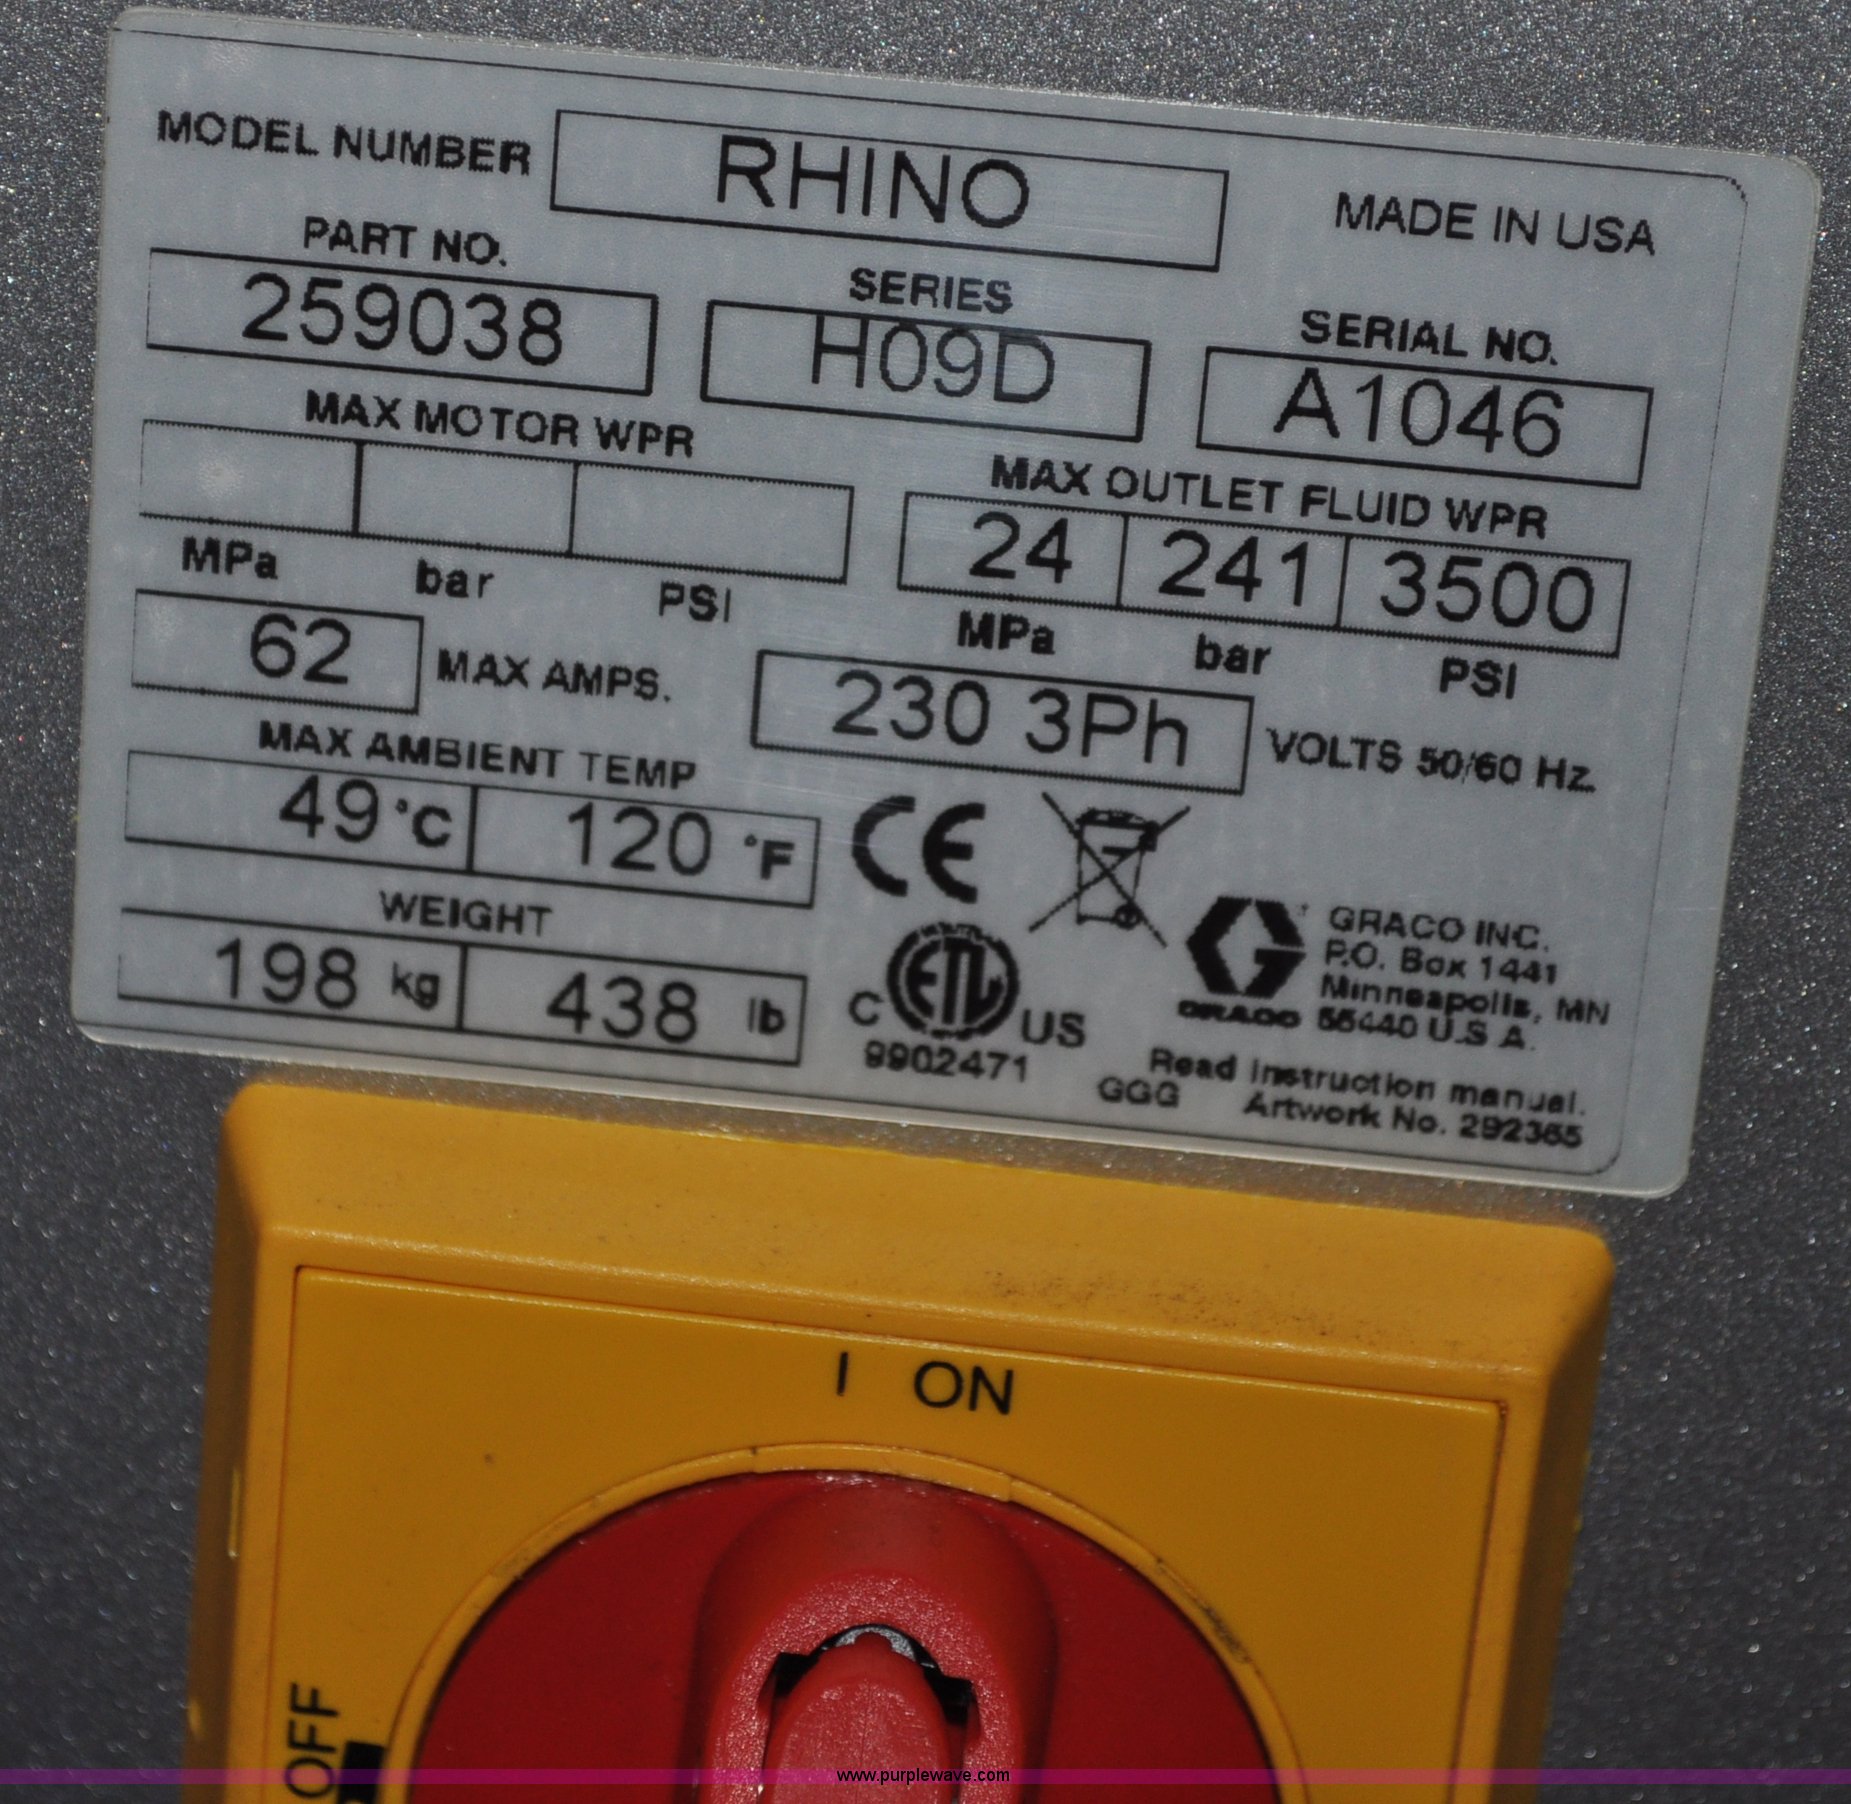 MODEL NUMBER RHINO MADE IN USA
PART NO. SERIES SERIAL NO.
259038 H09D A1046
MAX MOTOR WPR MAX OUTLET FLUID WPR
24 241 3500
MPa bar PSI MPa bar PSI
62 MAX AMPS. 230 3Ph VOLTS 50/60 Hz.
MAX AMBIENT TEMP
49 °C 120 °F
CE
WEIGHT
198 kg 438 lb
C ETL US
9902471
GRACO
GRACO INC.
P.O. Box 1441
Minneapolis, MN
55440 U.S.A.
Read instruction manual.
GGG Artwork No. 292365
I ON
OFF
www.purplewave.com